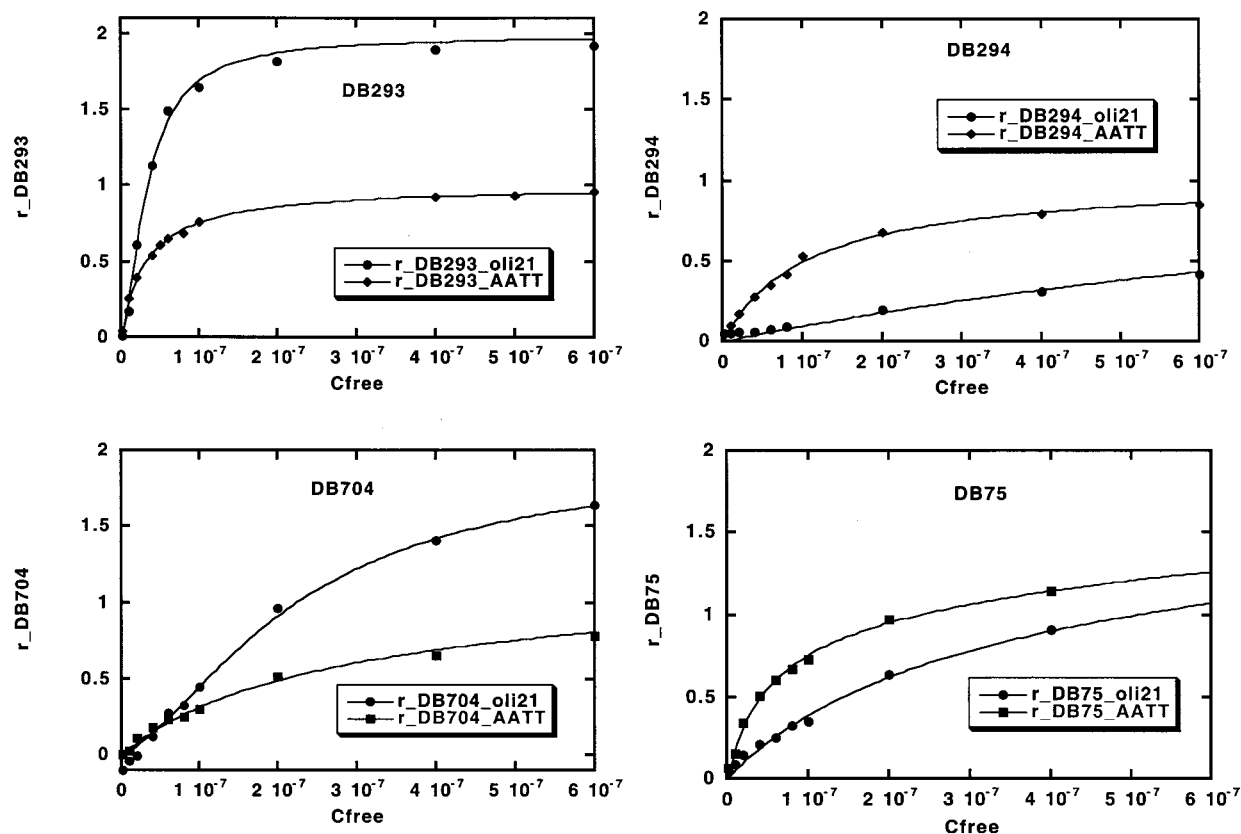 DB293
r_DB293
2
1.5
1
0.5
0
r_DB293_oli21
r_DB293_AATT
0 1 10-7 2 10-7 3 10-7 4 10-7 5 10-7 6 10-7
Cfree
DB294
r_DB294
2
1.5
1
0.5
0
r_DB294_oli21
r_DB294_AATT
0 1 10-7 2 10-7 3 10-7 4 10-7 5 10-7 6 10-7
Cfree
DB704
r_DB704
2
1.5
1
0.5
0
r_DB704_oli21
r_DB704_AATT
0 1 10-7 2 10-7 3 10-7 4 10-7 5 10-7 6 10-7
Cfree
DB75
r_DB75
2
1.5
1
0.5
0
r_DB75_oli21
r_DB75_AATT
0 1 10-7 2 10-7 3 10-7 4 10-7 5 10-7 6 10-7
Cfree